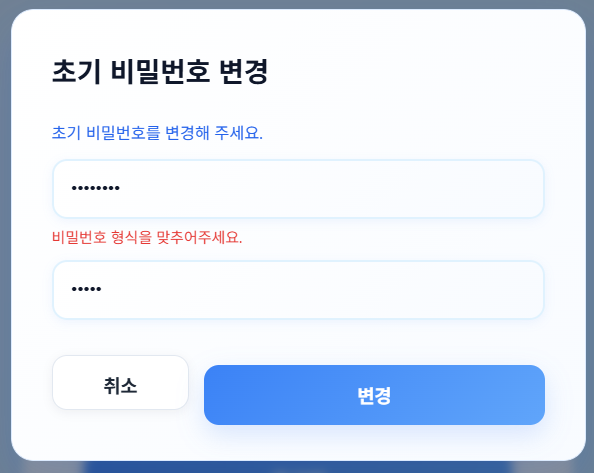 초기 비밀번호 변경
초기 비밀번호를 변경해 주세요.
••••••••
비밀번호 형식을 맞추어주세요.
•••••
취소
변경